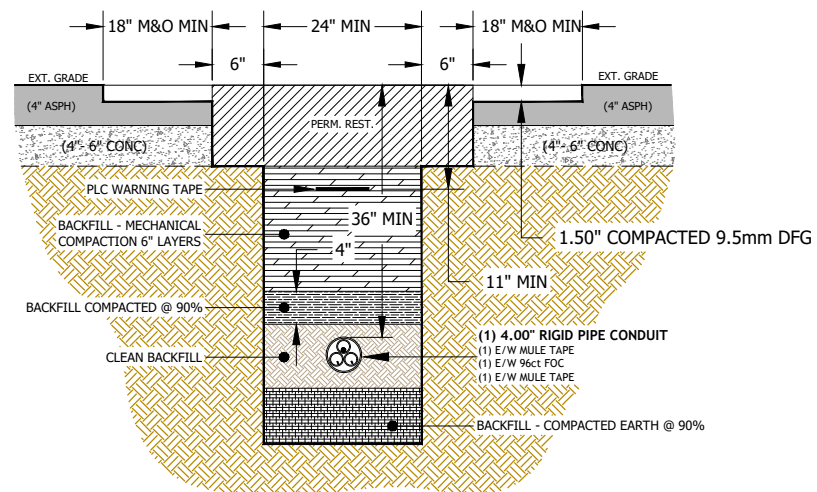 18" M&O MIN
24" MIN
18" M&O MIN
6"
6"
EXT. GRADE
EXT. GRADE
(4" ASPH)
(4" ASPH)
PERM. REST.
(4"- 6" CONC)
(4"- 6" CONC)
PLC WARNING TAPE
36" MIN
BACKFILL - MECHANICAL
COMPACTION 6" LAYERS
1.50" COMPACTED 9.5mm DFG
4"
11" MIN
BACKFILL COMPACTED @ 90%
(1) 4.00" RIGID PIPE CONDUIT
(1) E/W MULE TAPE
(1) E/W 96ct FOC
(1) E/W MULE TAPE
CLEAN BACKFILL
BACKFILL - COMPACTED EARTH @ 90%